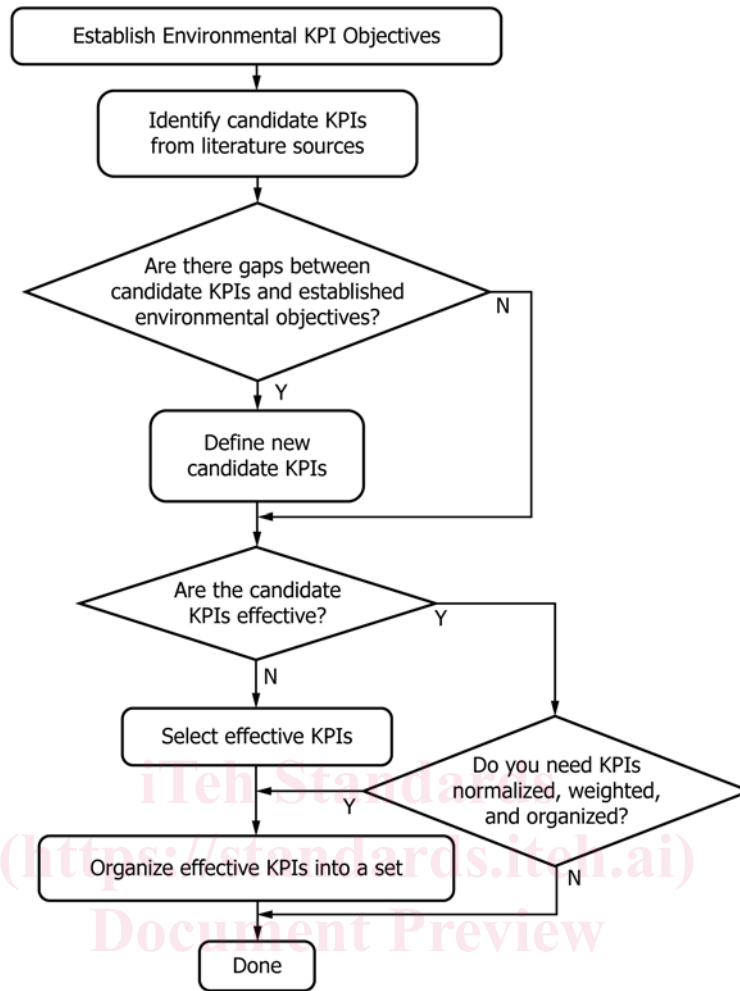 Establish Environmental KPI Objectives
Identify candidate KPIs
from literature sources
Are there gaps between
candidate KPIs and established
environmental objectives?
N
Y
Define new
candidate KPIs
Are the candidate
KPIs effective?
Y
N
Select effective KPIs
Do you need KPIs
normalized, weighted,
and organized?
iTeh Standards
Y
(https://standards.iteh.ai)
Organize effective KPIs into a set
N
Document Preview
Done